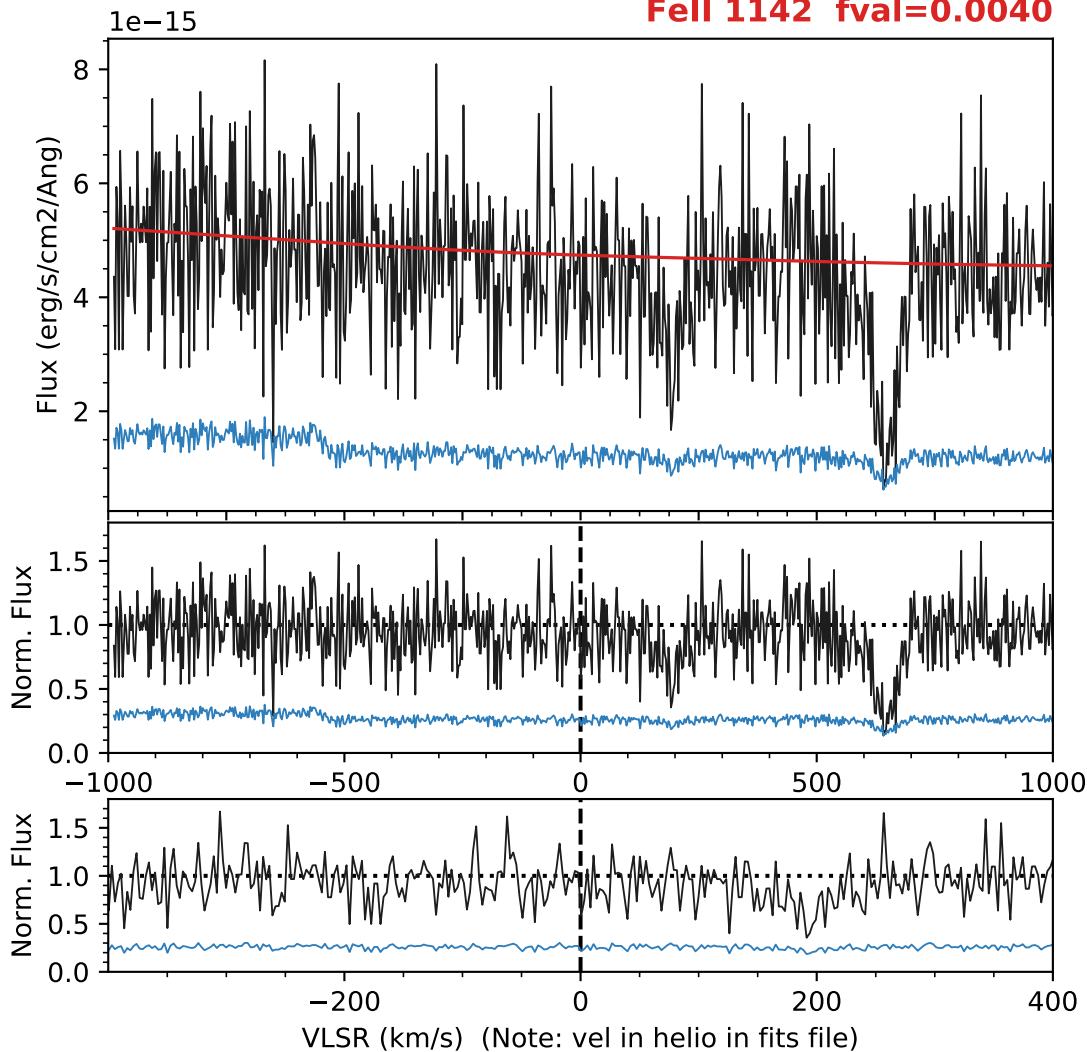 FeII 1142 fval=0.0040
1e−15
8
6
4
2
Flux (erg/s/cm2/Ang)
1.5
1.0
0.5
0.0
Norm. Flux
−1000 −500 0 500 1000
1.5
1.0
0.5
0.0
Norm. Flux
−200 0 200 400
VLSR (km/s) (Note: vel in helio in fits file)